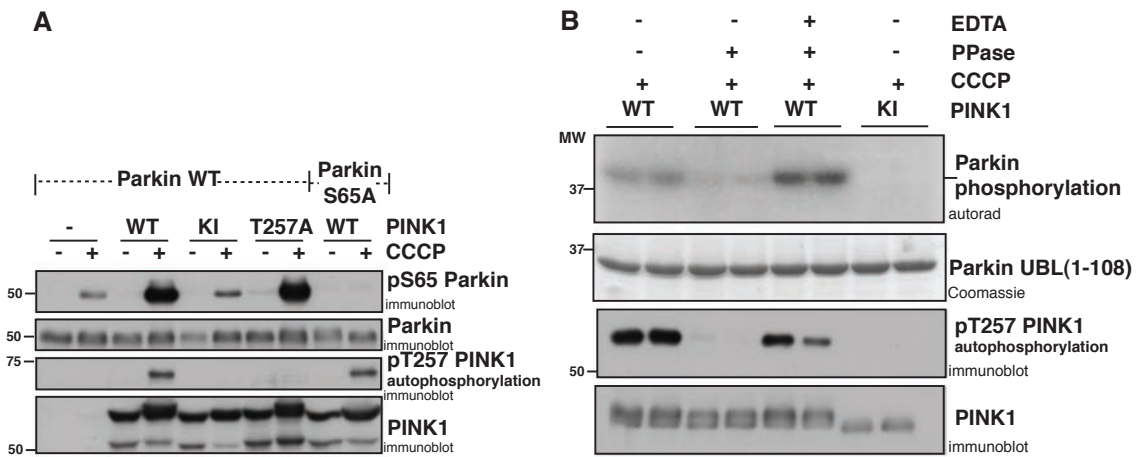 A
Parkin WT
Parkin
S65A
- WT KI T257A WT PINK1
- + - + - + - + - + CCCP
50 pS65 Parkin
immunoblot
50 Parkin
immunoblot
75 pT257 PINK1
autophosphorylation
immunoblot
PINK1
50 immunoblot
B
- - + - EDTA
- + + - PPase
+ + + + CCCP
WT WT WT KI PINK1
MW
37
Parkin
phosphorylation
autorad
37
Parkin UBL(1-108)
Coomassie
pT257 PINK1
autophosphorylation
50 immunoblot
PINK1
immunoblot